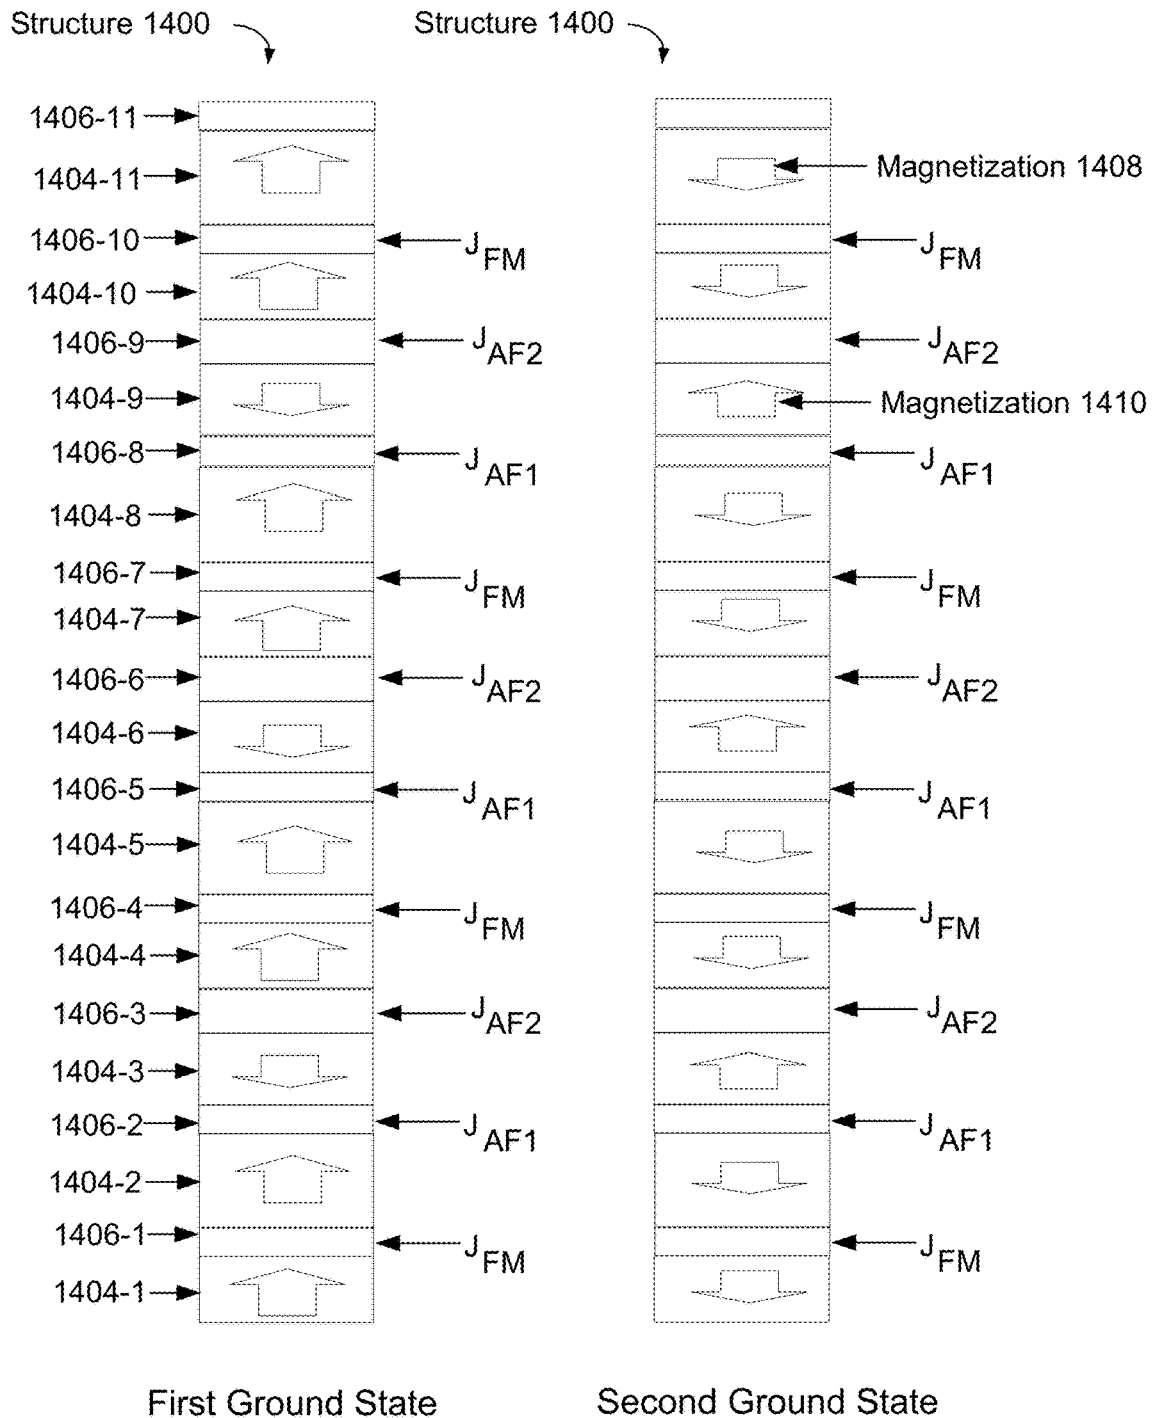 Structure 1400 Structure 1400
1406-11
1404-11 Magnetization 1408
1406-10 JFM JFM
1404-10
1406-9 JAF2 JAF2
1404-9 Magnetization 1410
1406-8 JAF1 JAF1
1404-8
1406-7 JFM JFM
1404-7
1406-6 JAF2 JAF2
1404-6
1406-5 JAF1 JAF1
1404-5
1406-4 JFM JFM
1404-4
1406-3 JAF2 JAF2
1404-3
1406-2 JAF1 JAF1
1404-2
1406-1 JFM JFM
1404-1
First Ground State Second Ground State